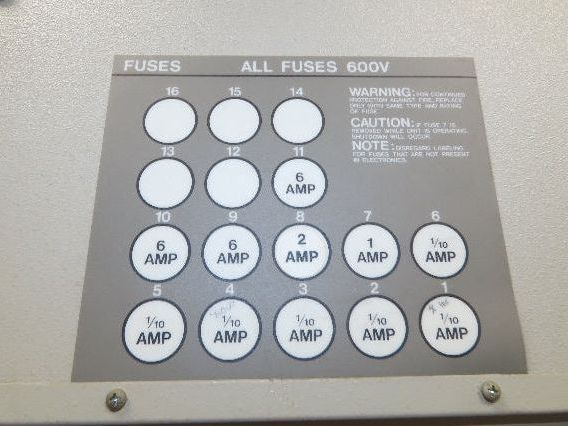 FUSES ALL FUSES 600V
WARNING: FOR CONTINUED
PROTECTION AGAINST FIRE, REPLACE
ONLY WITH SAME TYPE AND RATING
OF FUSE.
CAUTION: IF FUSE 7 IS
REMOVED WHILE UNIT IS OPERATING,
SHUTDOWN WILL OCCUR.
NOTE: DISREGARD LABELING
FOR FUSES THAT ARE NOT PRESENT
IN ELECTRONICS.
16 15 14
13 12 11
6
AMP
10 9 8 7 6
6 6 2 1 1/10
AMP AMP AMP AMP AMP
5 4 3 2 1
1/10 1/10 1/10 1/10 1/10
AMP AMP AMP AMP AMP